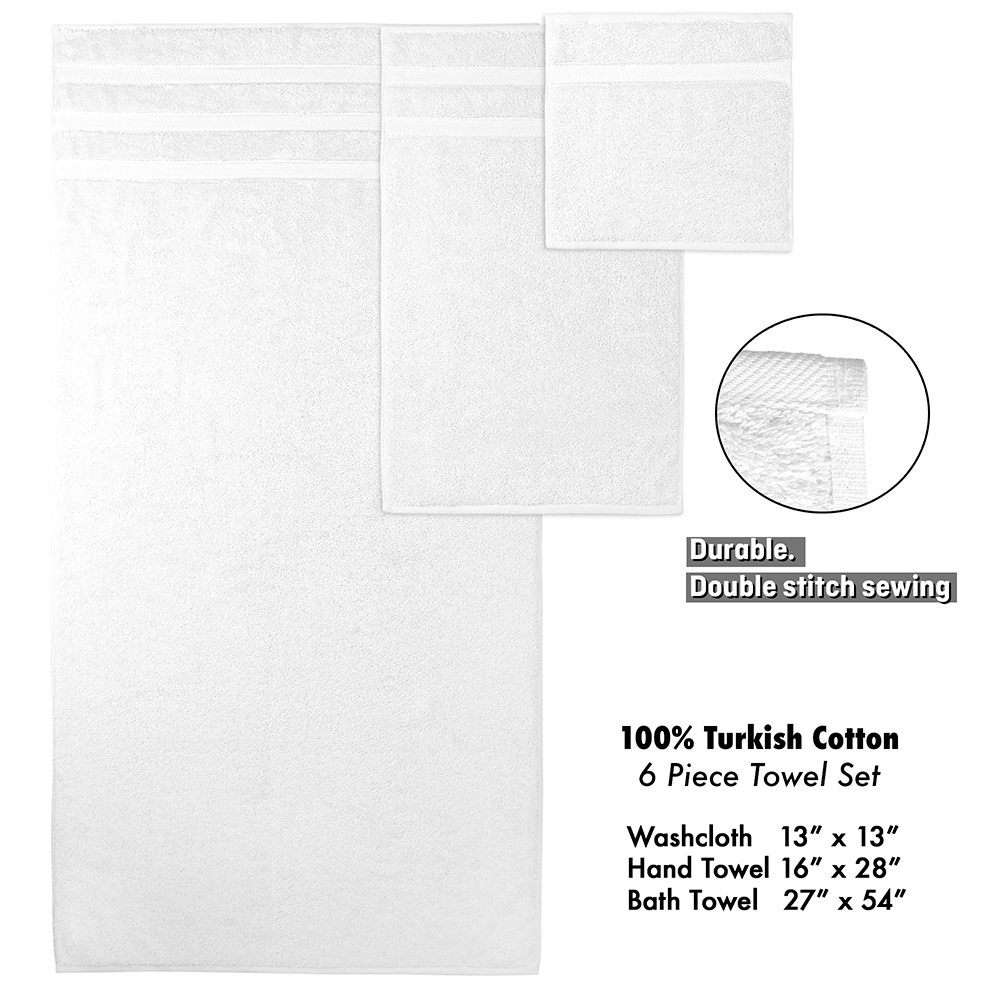 Durable.
Double stitch sewing
100% Turkish Cotton
6 Piece Towel Set
Washcloth 13” x 13”
Hand Towel 16” x 28”
Bath Towel 27” x 54”